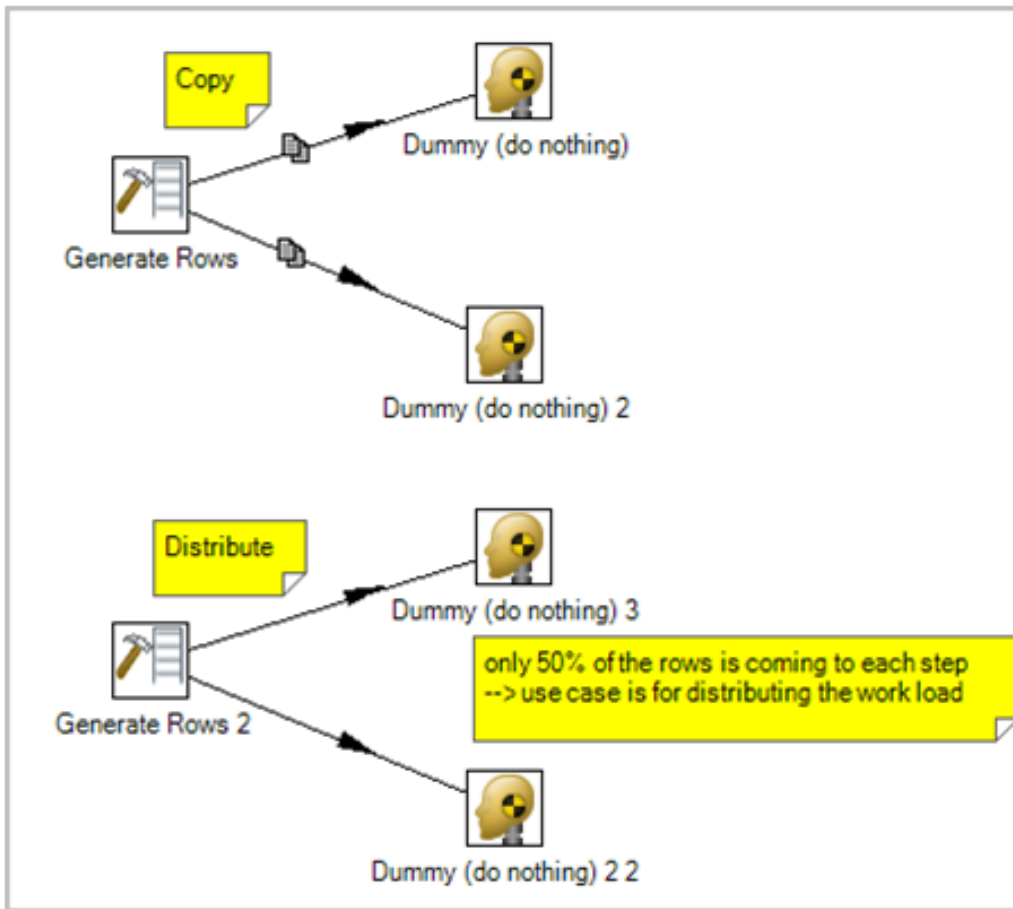 Copy
Dummy (do nothing)
Generate Rows
Dummy (do nothing) 2
Distribute
Dummy (do nothing) 3
only 50% of the rows is coming to each step
--> use case is for distributing the work load
Generate Rows 2
Dummy (do nothing) 2 2